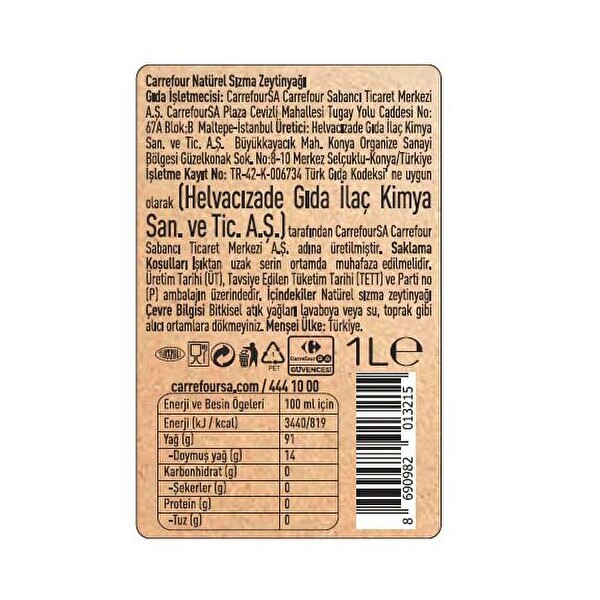 Carrefour Natürel Sızma Zeytinyağı
Gıda İşletmecisi: CarrefourSA Carrefour Sabancı Ticaret Merkezi
A.Ş. CarrefourSA Plaza Cevizli Mahallesi Tugay Yolu Caddesi No:
67A Blok:B Maltepe-İstanbul Üretici: Helvacızade Gıda İlaç Kimya
San. ve Tic. A.Ş. Büyükkayacık Mah. Konya Organize Sanayi
Bölgesi Güzelkonak Sok. No:8-10 Merkez Selçuklu-Konya/Türkiye
İşletme Kayıt No: TR-42-K-006734 Türk Gıda Kodeksi' ne uygun
olarak (Helvacızade Gıda İlaç Kimya
San. ve Tic. A.Ş.) tarafından CarrefourSA Carrefour
Sabancı Ticaret Merkezi A.Ş. adına üretilmiştir. Saklama
Koşulları Işıktan uzak serin ortamda muhafaza edilmelidir.
Üretim Tarihi (ÜT), Tavsiye Edilen Tüketim Tarihi (TETT) ve Parti no
(P) ambalajın üzerindedir. İçindekiler Natürel sızma zeytinyağı
Çevre Bilgisi Bitkisel atık yağları lavaboya veya su, toprak gibi
alıcı ortamlara dökmeyiniz. Menşei Ülke: Türkiye.
PET
Carrefour SA
GÜVENCESİ
1L e
carrefoursa.com / 444 10 00
Enerji ve Besin Ögeleri 100 ml için
Enerji (kJ / kcal) 3440/819
Yağ (g) 91
-Doymuş yağ (g) 14
Karbonhidrat (g) 0
-Şekerler (g) 0
Protein (g) 0
-Tuz (g) 0
8 690982 013215